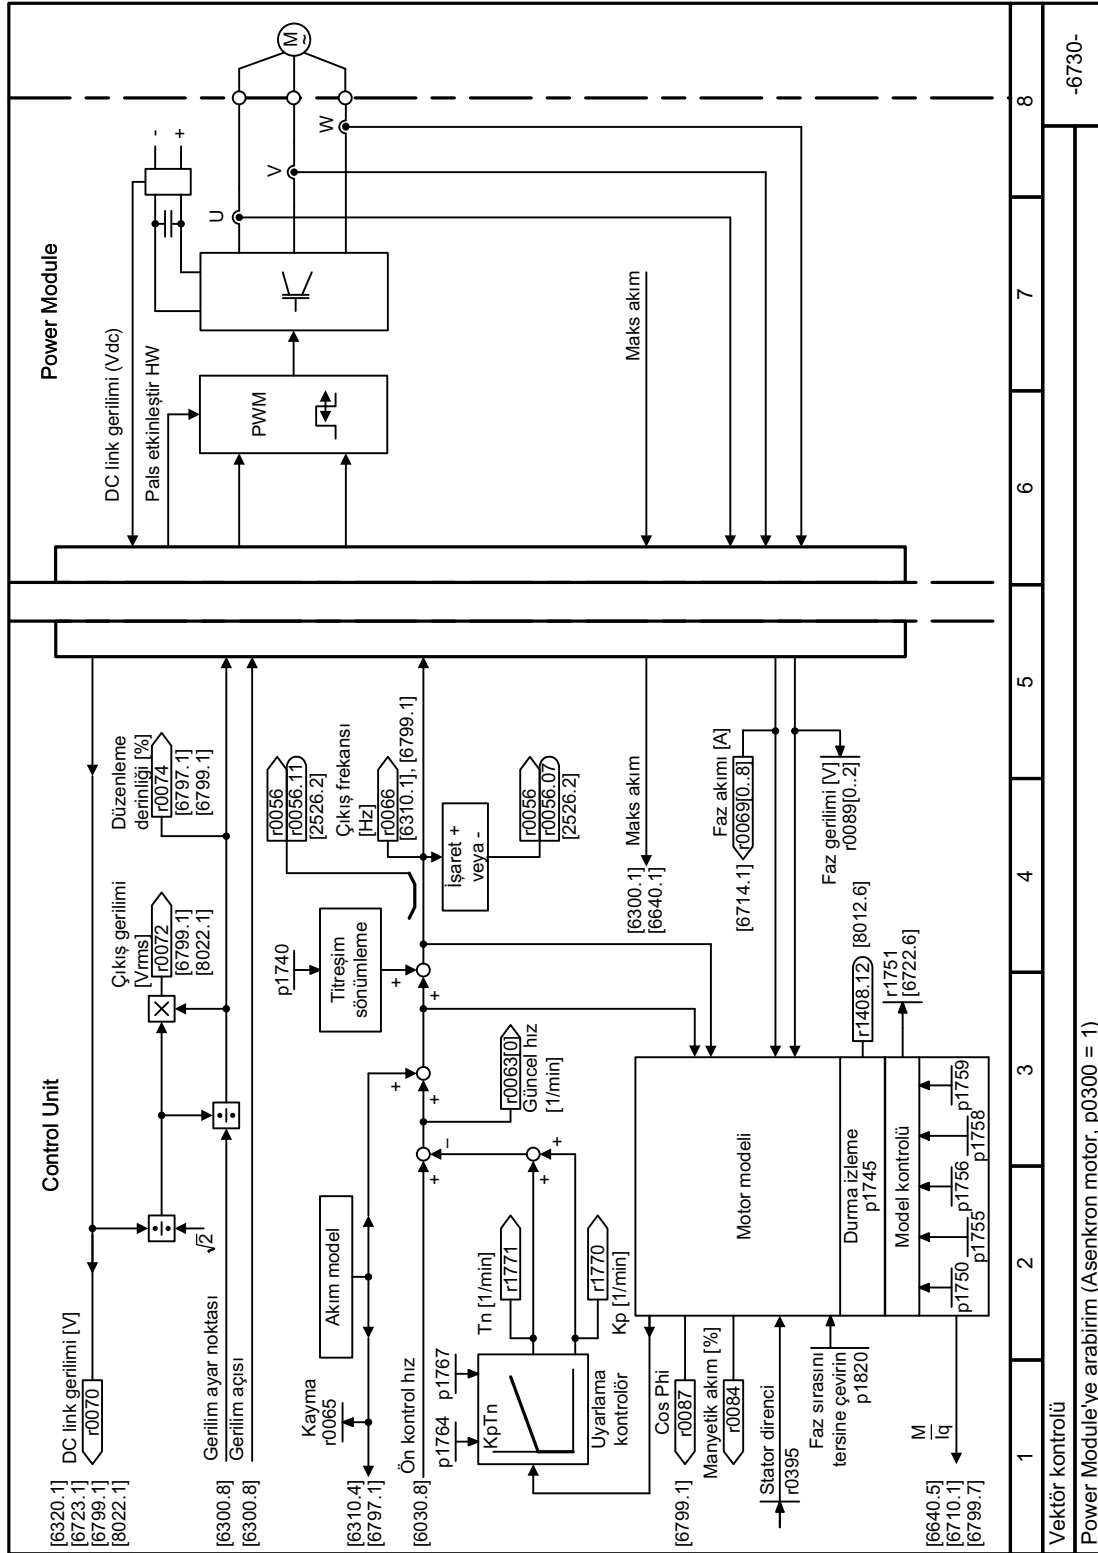 Control Unit
Power Module
[6320.1]
[6723.1]
[6799.1]
[8022.1]
DC link gerilimi [V]
r0070
√2
Çıkış gerilimi
[Vrms]
r0072
[6799.1]
[8022.1]
Düzenleme
derinliği [%]
r0074
[6797.1]
[6799.1]
[6300.8]
Gerilim ayar noktası
[6300.8]
Gerilim açısı
DC link gerilimi (Vdc)
Pals etkinleştir HW
PWM
-
+
U
V
W
M
~
Kayma
r0065
[6310.4]
[6797.1]
Akım model
p1740
Titreşim
sönümleme
r0056
r0056.11
[2526.2]
Çıkış frekansı
[Hz]
r0066
[6310.1], [6799.1]
İşaret +
veya -
r0056
r0056.07
[2526.2]
[6030.8]
Ön kontrol hız
+
−
+
+
+
+
+
+
r0063[0]
Güncel hız
[1/min]
p1764
p1767
KpTn
Uyarlama
kontrolör
Tn [1/min]
r1771
r1770
Kp [1/min]
[6300.1]
[6640.1]
Maks akım
Maks akım
[6799.1]
Cos Phi
r0087
Manyetik akım [%]
r0084
Stator direnci
r0395
Faz sırasını
tersine çevirin
p1820
Motor modeli
Durma izleme
p1745
Model kontrolü
p1750
p1755
p1756
p1758
p1759
r1408.12
[8012.6]
r1751
[6722.6]
[6714.1]
Faz akımı [A]
r0069[0..8]
Faz gerilimi [V]
r0089[0..2]
M
Iq
[6640.5]
[6710.1]
[6799.7]
1
2
3
4
5
6
7
8
Vektör kontrolü
Power Module've arabirim (Asenkron motor, p0300 = 1)
-6730-